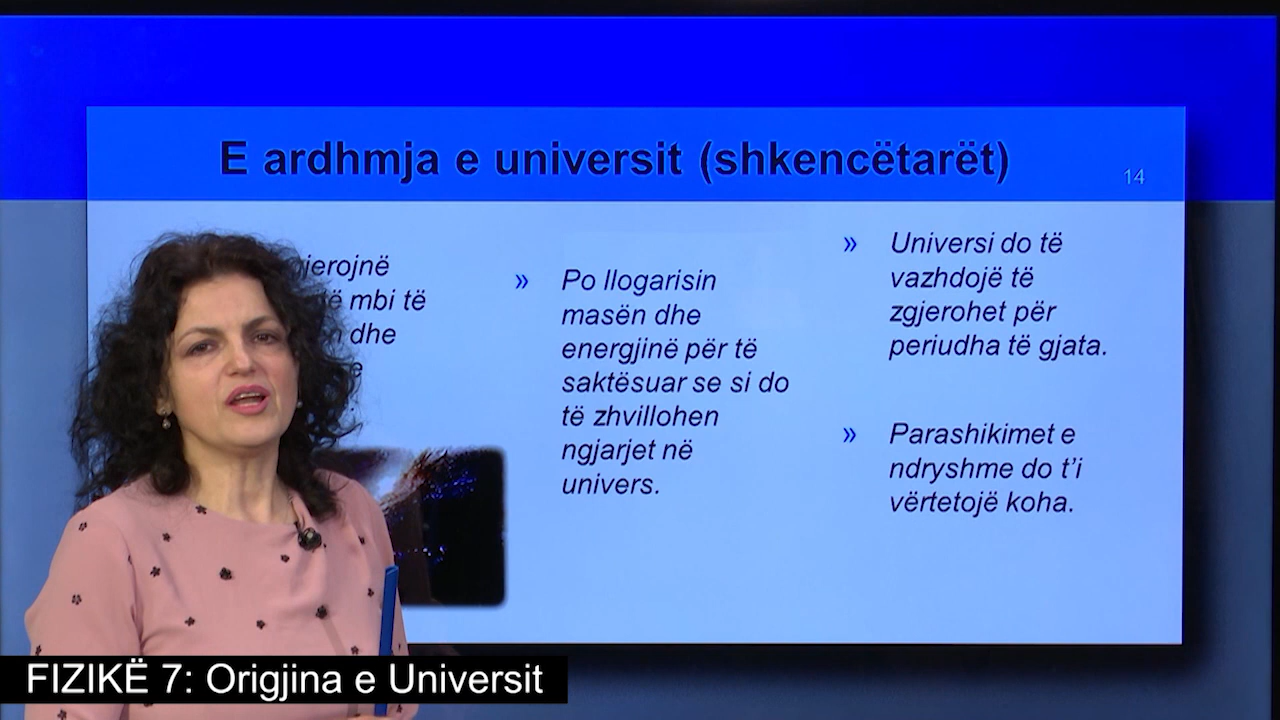 E ardhmja e universit (shkencëtarët)
14
mbi të
dhe
» Po llogarisin
masën dhe
energjinë për të
saktësuar se si do
të zhvillohen
ngjarjet në
univers.
» Universi do të
vazhdojë të
zgjerohet për
periudha të gjata.
» Parashikimet e
ndryshme do t’i
vërtetojë koha.
FIZIKË 7: Origjina e Universit